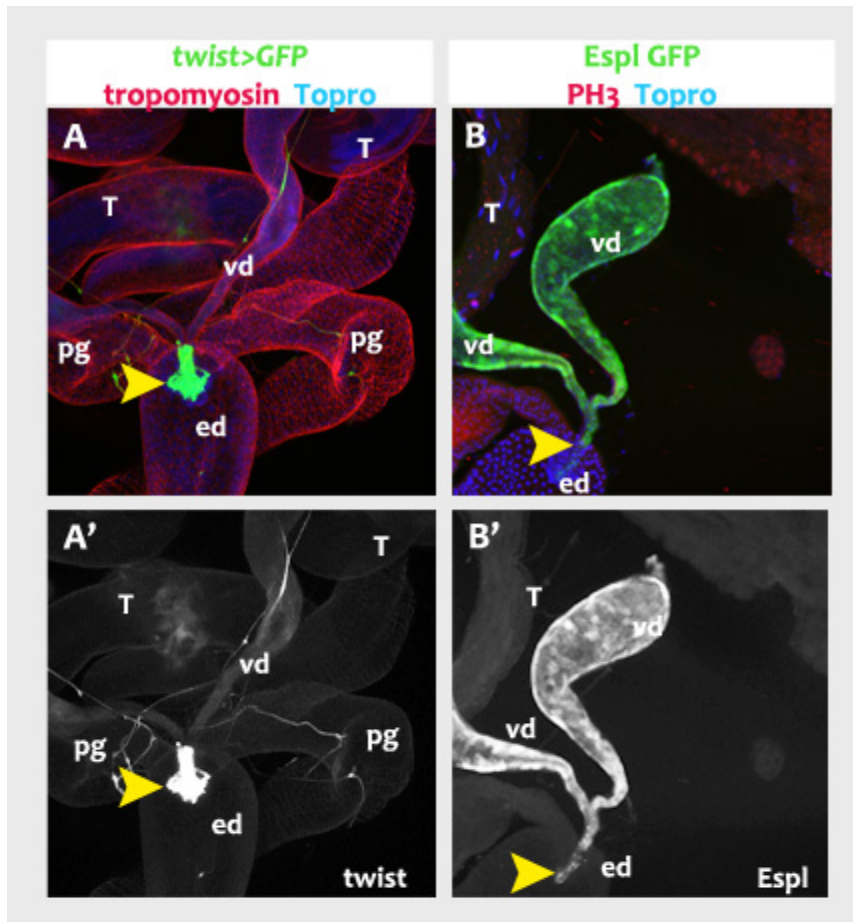 twist>GFP
tropomyosin Topro
Espl GFP
PH3 Topro
A
T
T
vd
pg
pg
ed
B
T
vd
vd
ed
A'
T
T
vd
pg
pg
ed
twist
B'
T
vd
vd
ed
Espl